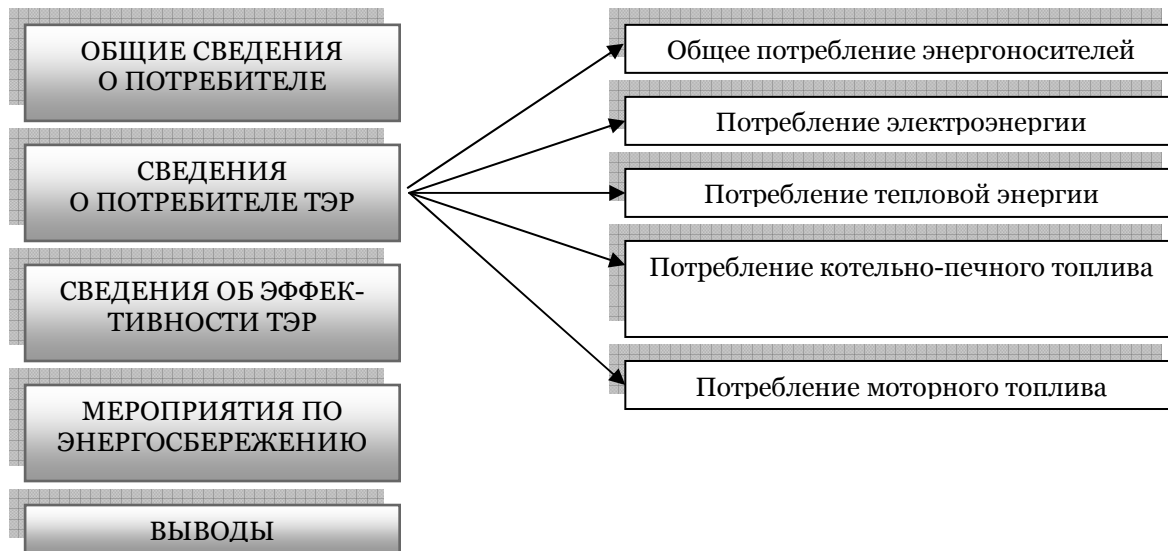 ОБЩИЕ СВЕДЕНИЯ
О ПОТРЕБИТЕЛЕ
СВЕДЕНИЯ
О ПОТРЕБИТЕЛЕ ТЭР
СВЕДЕНИЯ ОБ ЭФФЕК-
ТИВНОСТИ ТЭР
МЕРОПРИЯТИЯ ПО
ЭНЕРГОСБЕРЕЖЕНИЮ
ВЫВОДЫ
Общее потребление энергоносителей
Потребление электроэнергии
Потребление тепловой энергии
Потребление котельно-печного топлива
Потребление моторного топлива